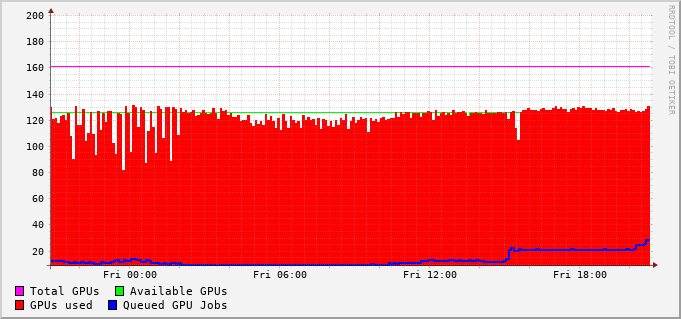 200
180
160
140
120
100
80
60
40
20
Fri 00:00 Fri 06:00 Fri 12:00 Fri 18:00
Total GPUs Available GPUs
GPUs used Queued GPU Jobs
RRDTOOL / TOBI OETIKER